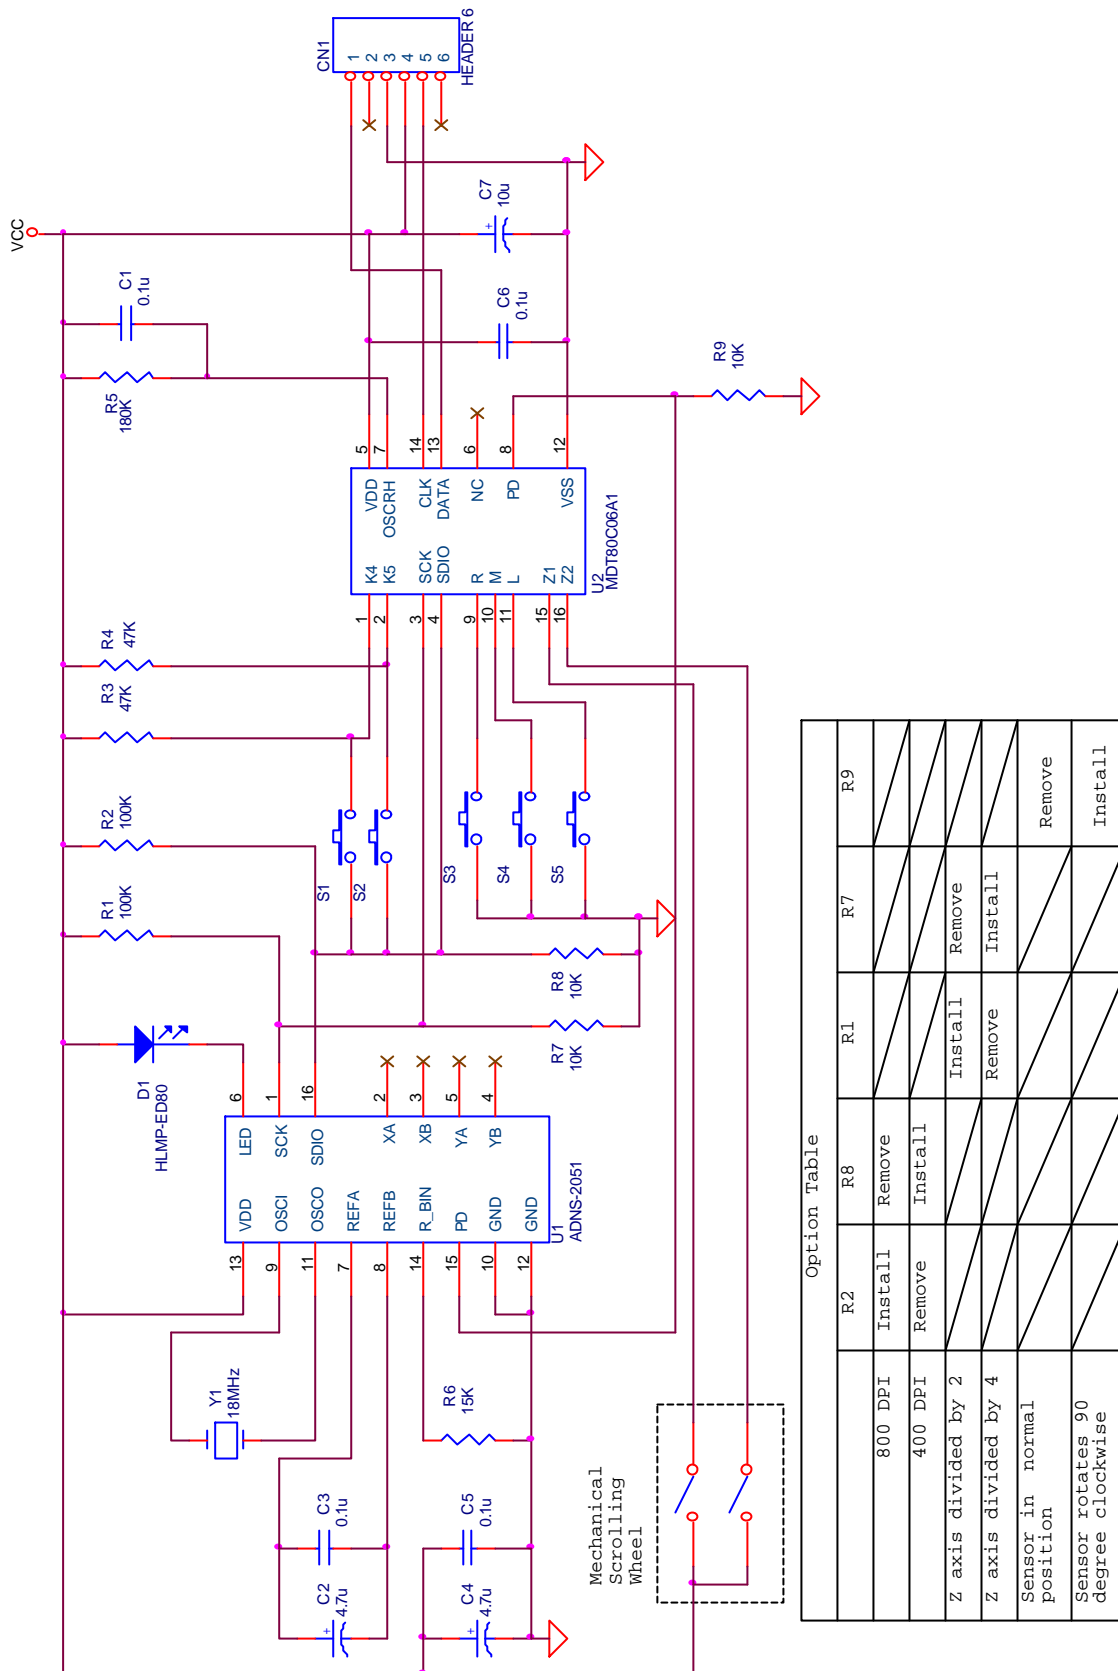 VCC
CN1
1
2
3
4
5
6
HEADER 6
C7
10u
C1
0.1u
C6
0.1u
R5
180K
R9
10K
5
7
14
13
6
8
12
VDD
OSCRH
CLK
DATA
NC
PD
VSS
K4
K5
SCK
SDIO
R
M
L
Z1
Z2
U2
MDT80C06A1
1
2
3
4
9
10
11
15
16
R4
47K
R3
47K
R2
100K
R1
100K
S1
S2
S3
S4
S5
R8
10K
R7
10K
D1
HLMP-ED80
6
1
16
2
3
5
4
LED
SCK
SDIO
XA
XB
YA
YB
VDD
OSCI
OSCO
REFA
REFB
R_BIN
PD
GND
GND
U1
ADNS-2051
13
9
11
7
8
14
15
10
12
Y1
18MHz
R6
15K
C3
0.1u
C5
0.1u
C2
4.7u
C4
4.7u
Mechanical
Scrolling
Wheel
Option Table
R2 R8 R1 R7 R9
800 DPI Install Remove
400 DPI Remove Install
Z axis divided by 2 Install Remove
Z axis divided by 4 Remove Install
Sensor in normal
position Remove
Sensor rotates 90
degree clockwise Install